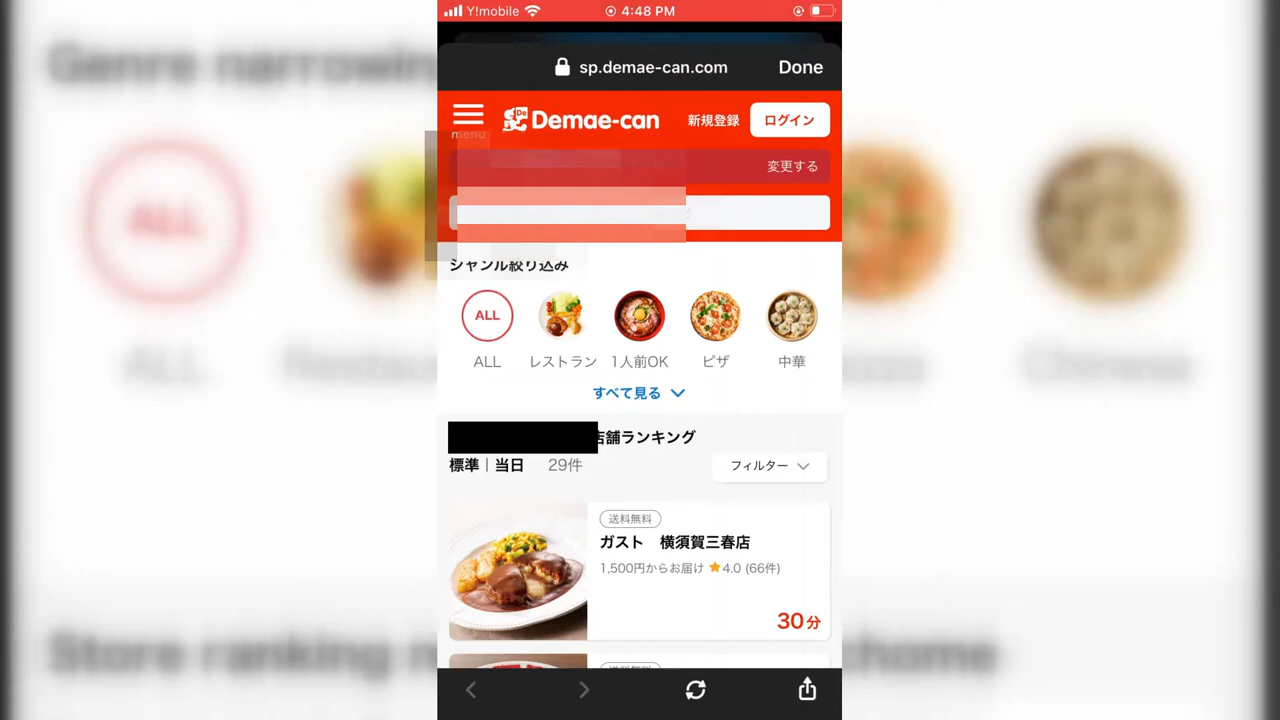 Y!mobile
4:48 PM
sp.demae-can.com
Done
menu
Demae-can
新規登録
ログイン
変更する
ジャンル絞り込み
ALL
ALL
レストラン
1人前OK
ピザ
中華
すべて見る
店舗ランキング
標準|当日
29件
フィルター
送料無料
ガスト 横須賀三春店
1,500円からお届け ★4.0 (66件)
30分
Genre narrowin
ALL
ALL
Chinese
Store ranking
home